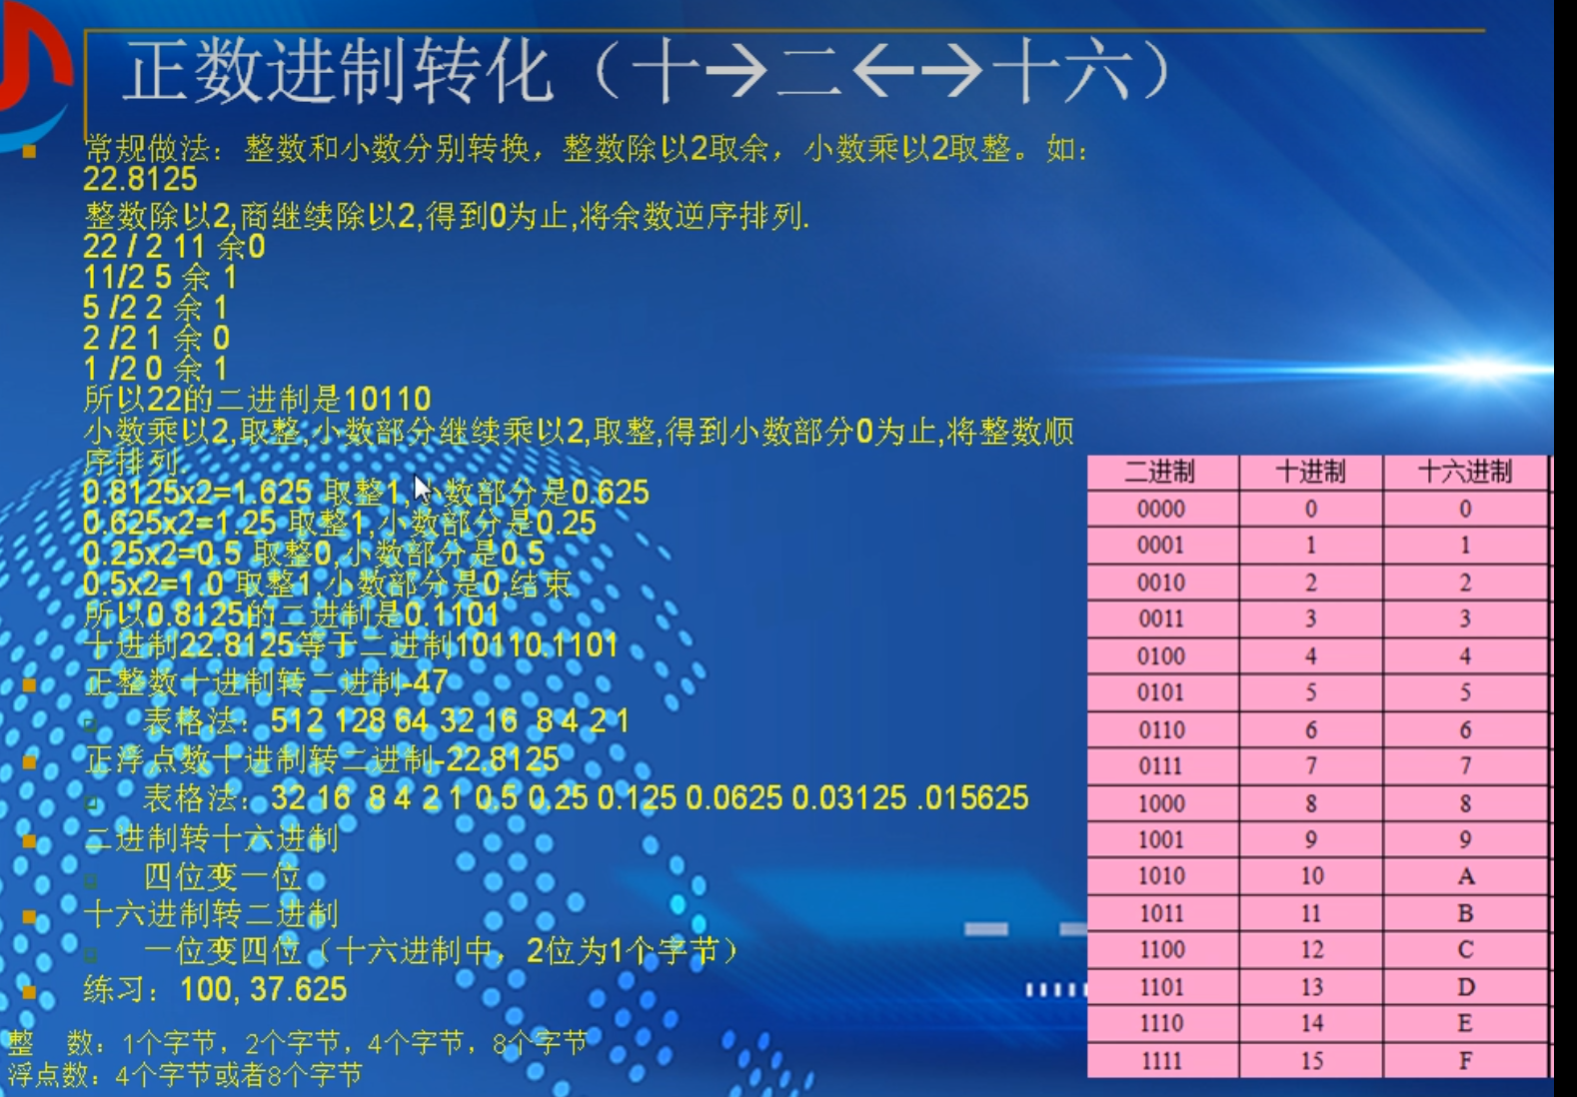 正数进制转化（十→二←→十六）
常规做法：整数和小数分别转换，整数除以2取余，小数乘以2取整。如：
22.8125
整数除以2,商继续除以2,得到0为止,将余数逆序排列.
22 / 2 11 余0
11/2 5 余 1
5 /2 2 余 1
2 /2 1 余 0
1 /2 0 余 1
所以22的二进制是10110
小数乘以2,取整,小数部分继续乘以2,取整,得到小数部分0为止,将整数顺
序排列.
0.8125x2=1.625 取整1,小数部分是0.625
0.625x2=1.25 取整1,小数部分是0.25
0.25x2=0.5 取整0,小数部分是0.5
0.5x2=1.0 取整1,小数部分是0,结束
所以0.8125的二进制是0.1101
十进制22.8125等于二进制10110.1101
正整数十进制转二进制-47
表格法：512 128 64 32 16 8 4 2 1
正浮点数十进制转二进制-22.8125
表格法：32 16 8 4 2 1 0.5 0.25 0.125 0.0625 0.03125 .015625
二进制转十六进制
四位变一位
十六进制转二进制
一位变四位（十六进制中，2位为1个字节）
练习：100, 37.625
整 数：1个字节，2个字节，4个字节，8个字节
浮点数：4个字节或者8个字节
二进制 十进制 十六进制
0000 0 0
0001 1 1
0010 2 2
0011 3 3
0100 4 4
0101 5 5
0110 6 6
0111 7 7
1000 8 8
1001 9 9
1010 10 A
1011 11 B
1100 12 C
1101 13 D
1110 14 E
1111 15 F